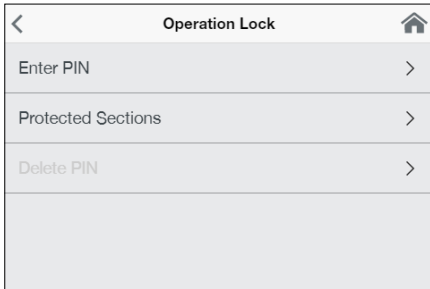 Operation Lock
Enter PIN
Protected Sections
Delete PIN